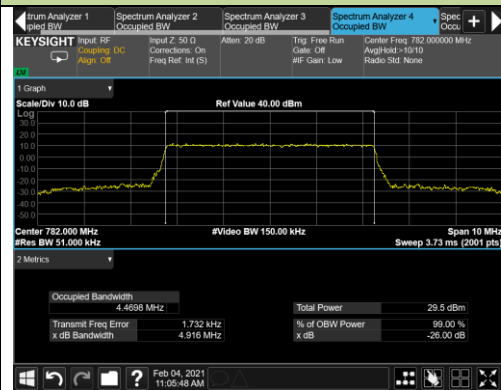 trum Analyzer 1
upied BW
Spectrum Analyzer 2
Occupied BW
Spectrum Analyzer 3
Occupied BW
Spectrum Analyzer 4
Occupied BW
Spec
Occu
KEYSIGHT
Input: RF
Coupling: DC
Align: Off
Input Z: 50 Ω
Corrections: On
Freq Ref: Int (S)
Atten: 20 dB
Trig: Free Run
Gate: Off
#IF Gain: Low
Center Freq: 782.000000 MHz
Avg|Hold:>10/10
Radio Std: None
1 Graph
Scale/Div 10.0 dB
Ref Value 40.00 dBm
Log
30.0
20.0
10.0
0.00
-10.0
-20.0
-30.0
-40.0
-50.0
Center 782.000 MHz
#Video BW 150.00 kHz
Span 10 MHz
#Res BW 51.000 kHz
Sweep 3.73 ms (2001 pts)
2 Metrics
Occupied Bandwidth
4.4698 MHz
Total Power 29.5 dBm
Transmit Freq Error 1.732 kHz
% of OBW Power 99.00 %
x dB Bandwidth 4.916 MHz
x dB -26.00 dB
?
Feb 04, 2021
11:05:48 AM